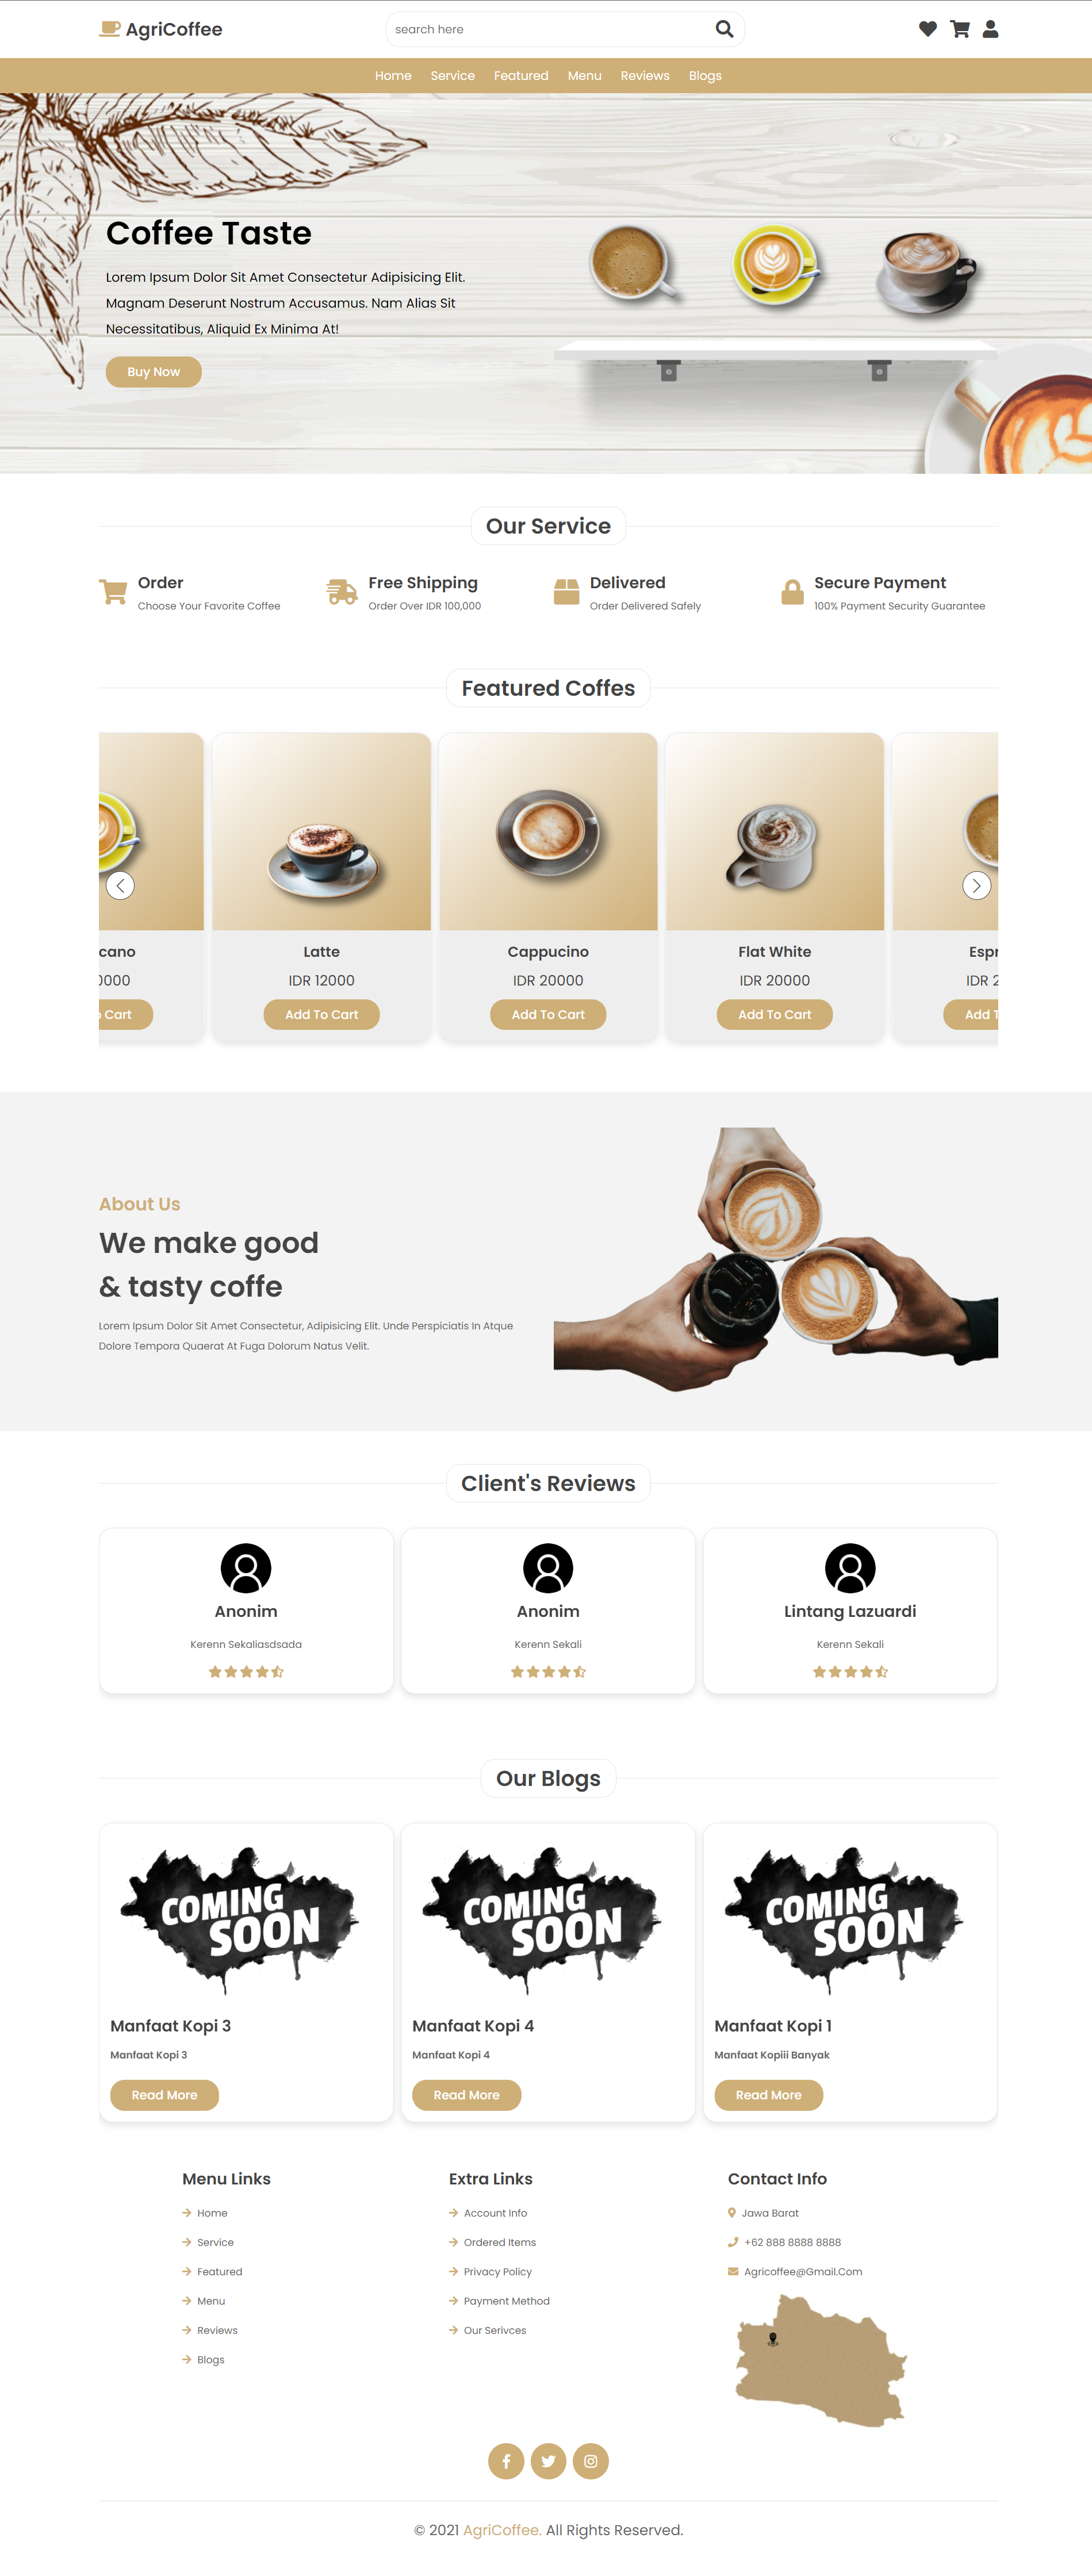 AgriCoffee
search here
Home Service Featured Menu Reviews Blogs
Coffee Taste
Lorem Ipsum Dolor Sit Amet Consectetur Adipisicing Elit.
Magnam Deserunt Nostrum Accusamus. Nam Alias Sit
Necessitatibus, Aliquid Ex Minima At!
Buy Now
Our Service
Order
Choose Your Favorite Coffee
Free Shipping
Order Over IDR 100,000
Delivered
Order Delivered Safely
Secure Payment
100% Payment Security Guarantee
Featured Coffes
cano
0000
Cart
Latte
IDR 12000
Add To Cart
Cappucino
IDR 20000
Add To Cart
Flat White
IDR 20000
Add To Cart
Espr
IDR 2
Add T
About Us
We make good
& tasty coffe
Lorem Ipsum Dolor Sit Amet Consectetur, Adipisicing Elit. Unde Perspiciatis In Atque
Dolore Tempora Quaerat At Fuga Dolorum Natus Velit.
Client's Reviews
Anonim
Kerenn Sekaliasdsada
Anonim
Kerenn Sekali
Lintang Lazuardi
Kerenn Sekali
Our Blogs
COMING
SOON
Manfaat Kopi 3
Manfaat Kopi 3
Read More
COMING
SOON
Manfaat Kopi 4
Manfaat Kopi 4
Read More
COMING
SOON
Manfaat Kopi 1
Manfaat Kopiii Banyak
Read More
Menu Links
Home
Service
Featured
Menu
Reviews
Blogs
Extra Links
Account Info
Ordered Items
Privacy Policy
Payment Method
Our Serivces
Contact Info
Jawa Barat
+62 888 8888 8888
Agricoffee@Gmail.Com
© 2021 AgriCoffee. All Rights Reserved.